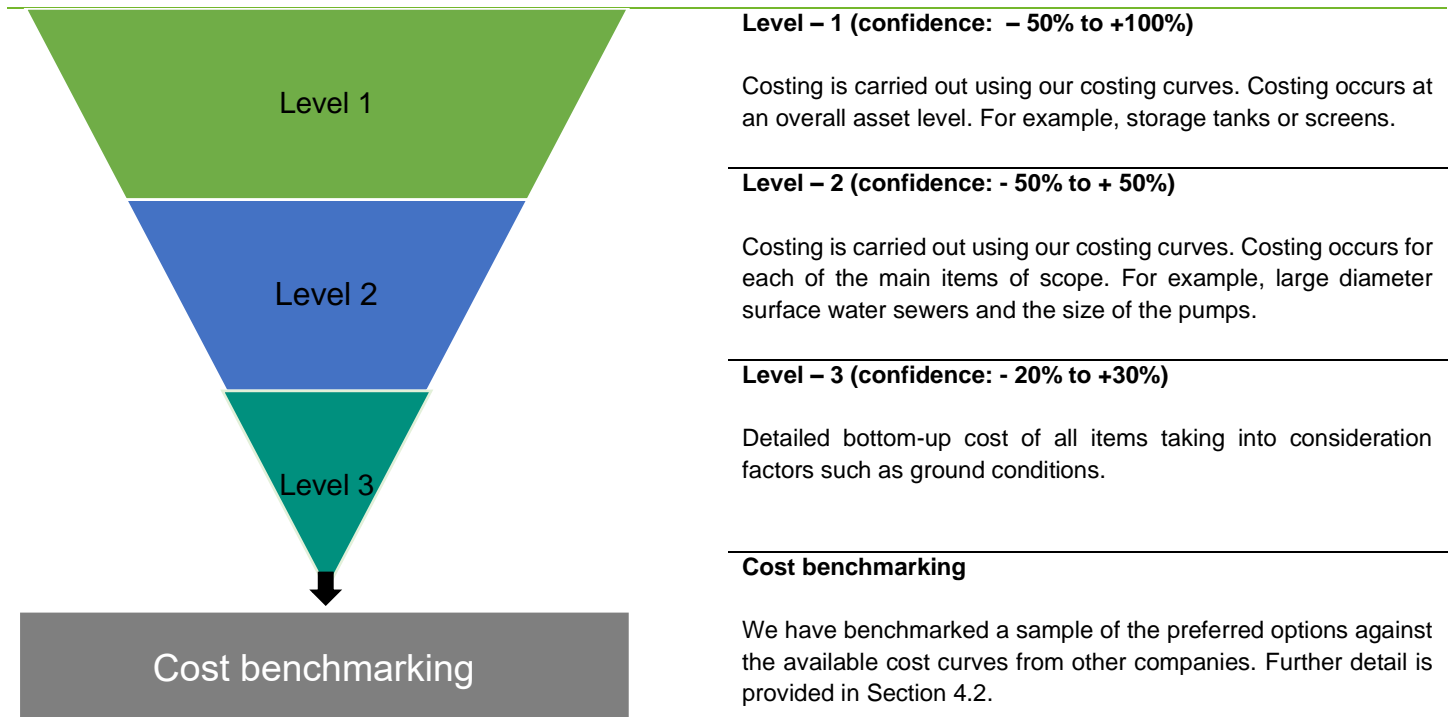 Level 1
Level 2
Level 3
Cost benchmarking
Level – 1 (confidence:  – 50% to +100%)
Costing is carried out using our costing curves. Costing occurs at
an overall asset level. For example, storage tanks or screens.
Level – 2 (confidence: - 50% to + 50%)
Costing is carried out using our costing curves. Costing occurs for
each of the main items of scope. For example, large diameter
surface water sewers and the size of the pumps.
Level – 3 (confidence: - 20% to +30%)
Detailed bottom-up cost of all items taking into consideration
factors such as ground conditions.
Cost benchmarking
We have benchmarked a sample of the preferred options against
the available cost curves from other companies. Further detail is
provided in Section 4.2.